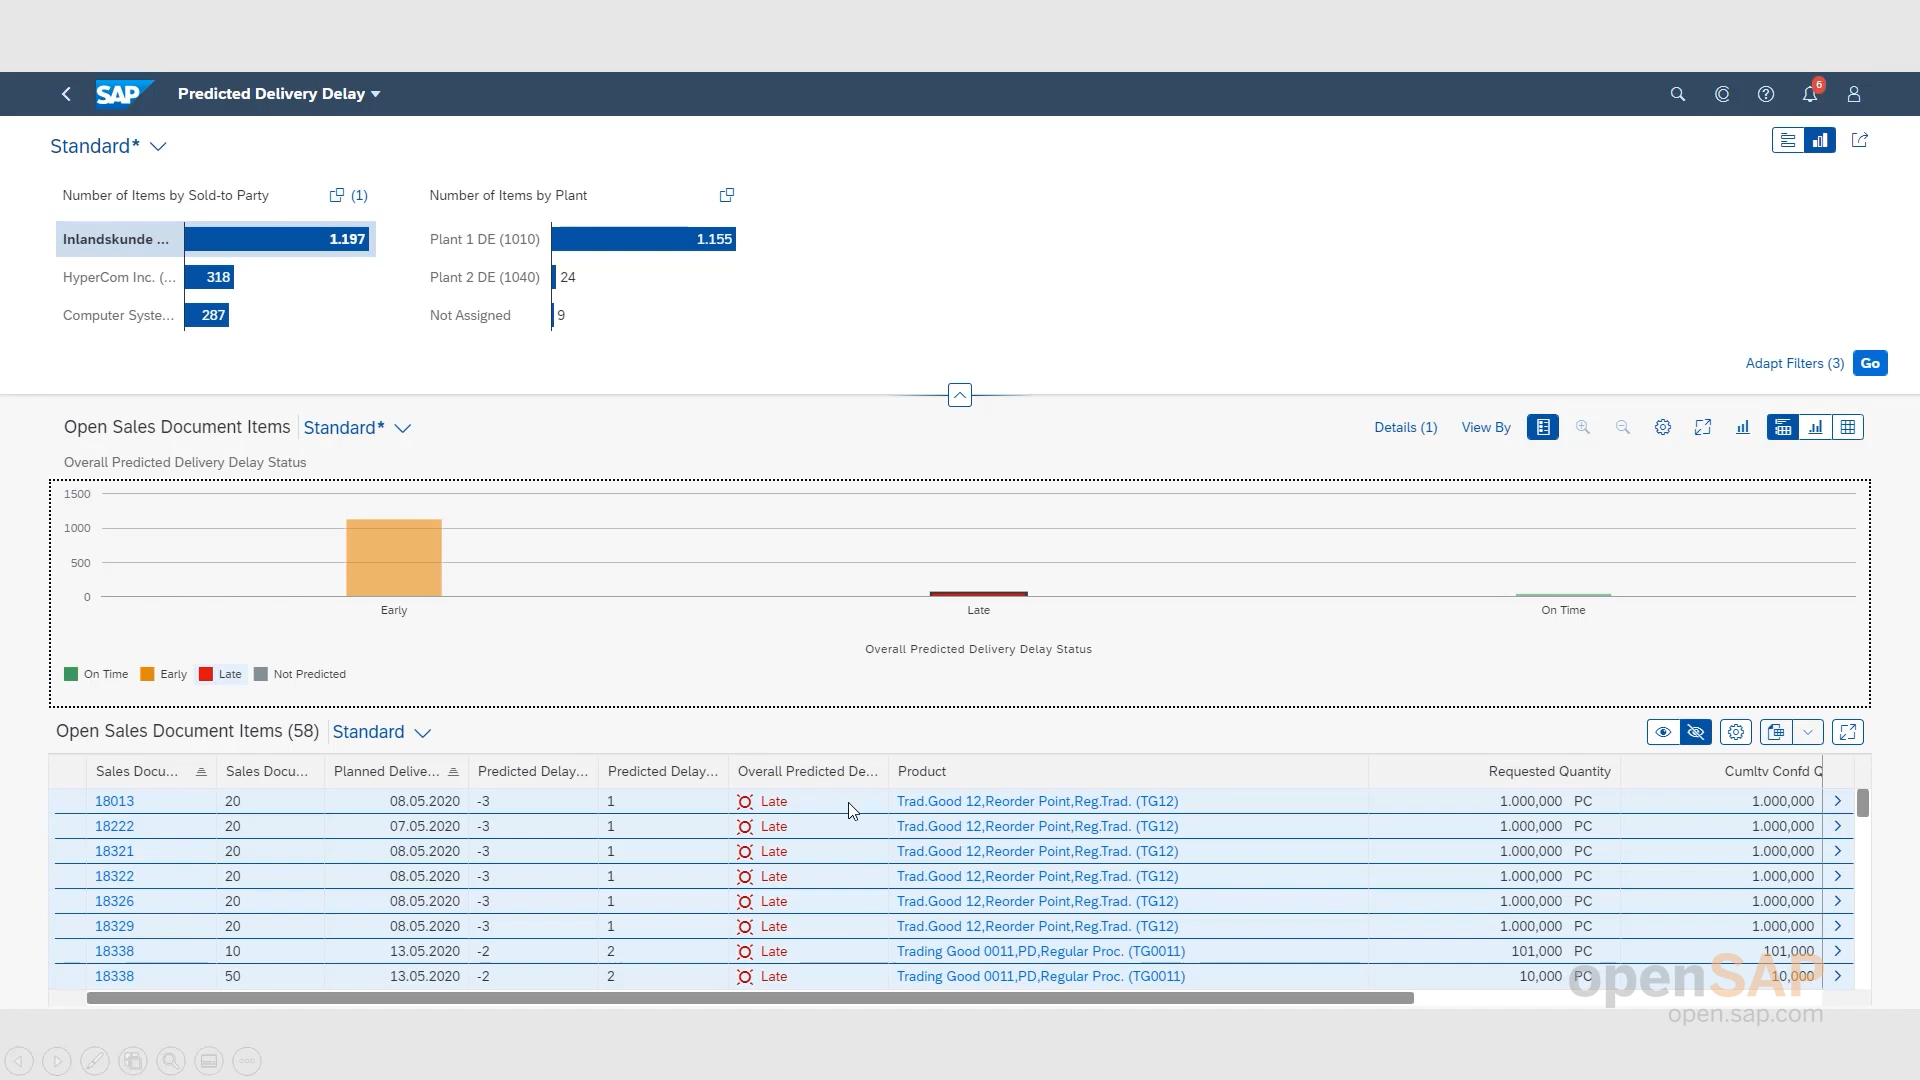 SAP Predicted Delivery Delay 6
Standard*
Number of Items by Sold-to Party (1)
Inlandskunde ... 1.197
HyperCom Inc. (... 318
Computer Syste... 287
Number of Items by Plant
Plant 1 DE (1010) 1.155
Plant 2 DE (1040) 24
Not Assigned 9
Adapt Filters (3) Go
Open Sales Document Items Standard* Details (1) View By
Overall Predicted Delivery Delay Status
1500
1000
500
0
Early Late On Time
Overall Predicted Delivery Delay Status
On Time Early Late Not Predicted
Open Sales Document Items (58) Standard
Sales Docu... Sales Docu... Planned Delive... Predicted Delay... Predicted Delay... Overall Predicted De... Product Requested Quantity Cumltv Confd Q
18013 20 08.05.2020 -3 1 Late Trad.Good 12,Reorder Point,Reg.Trad. (TG12) 1.000,000 PC 1.000,000
18222 20 07.05.2020 -3 1 Late Trad.Good 12,Reorder Point,Reg.Trad. (TG12) 1.000,000 PC 1.000,000
18321 20 08.05.2020 -3 1 Late Trad.Good 12,Reorder Point,Reg.Trad. (TG12) 1.000,000 PC 1.000,000
18322 20 08.05.2020 -3 1 Late Trad.Good 12,Reorder Point,Reg.Trad. (TG12) 1.000,000 PC 1.000,000
18326 20 08.05.2020 -3 1 Late Trad.Good 12,Reorder Point,Reg.Trad. (TG12) 1.000,000 PC 1.000,000
18329 20 08.05.2020 -3 1 Late Trad.Good 12,Reorder Point,Reg.Trad. (TG12) 1.000,000 PC 1.000,000
18338 10 13.05.2020 -2 2 Late Trading Good 0011,PD,Regular Proc. (TG0011) 101,000 PC 101,000
18338 50 13.05.2020 -2 2 Late Trading Good 0011,PD,Regular Proc. (TG0011) 10,000 PC 10,000
openSAP
open.sap.com